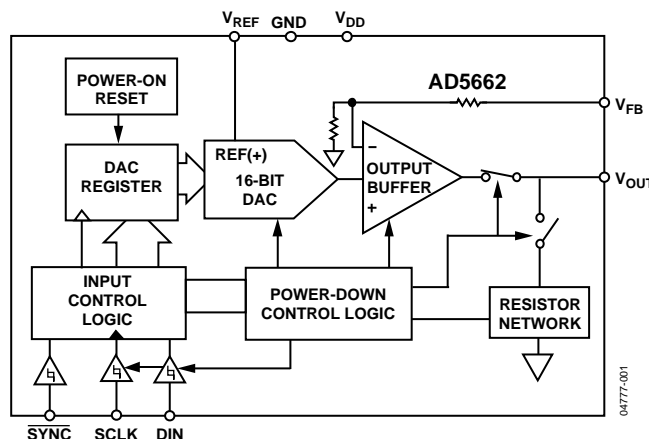 VREF GND VDD
POWER-ON
RESET
AD5662
VFB
REF(+)
16-BIT
DAC
DAC
REGISTER
–
OUTPUT
BUFFER
+
VOUT
INPUT
CONTROL
LOGIC
POWER-DOWN
CONTROL LOGIC
RESISTOR
NETWORK
SYNC SCLK DIN
04777-001